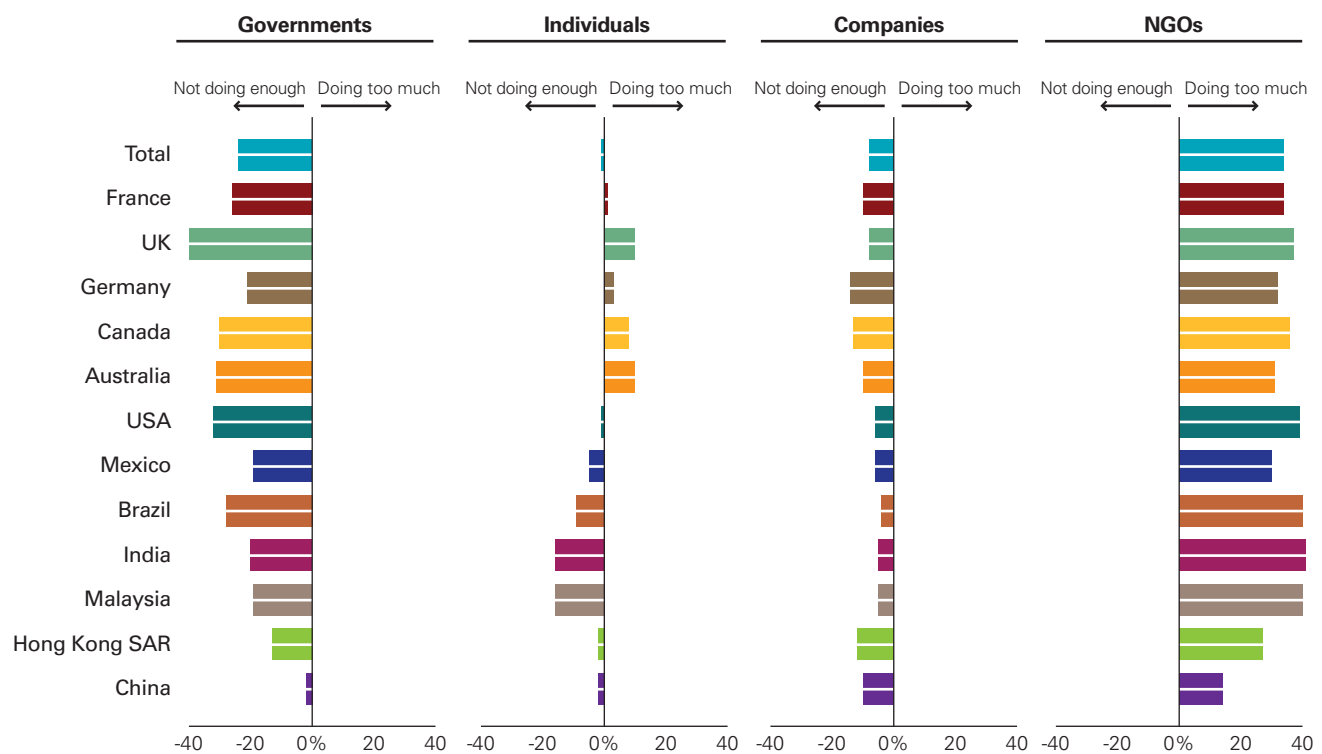 Governments Individuals Companies NGOs
Not doing enough Doing too much Not doing enough Doing too much Not doing enough Doing too much Not doing enough Doing too much
Total
France
UK
Germany
Canada
Australia
USA
Mexico
Brazil
India
Malaysia
Hong Kong SAR
China
-40 -20 0% 20 40 -40 -20 0% 20 40 -40 -20 0% 20 40 -40 -20 0% 20 40